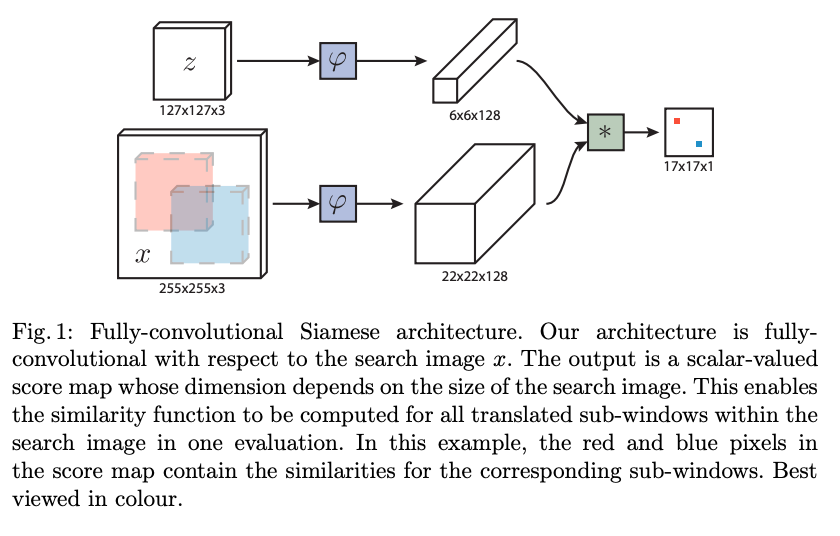 z
φ
127x127x3
6x6x128
*
17x17x1
φ
x
22x22x128
255x255x3
Fig. 1: Fully-convolutional Siamese architecture. Our architecture is fully-
convolutional with respect to the search image x. The output is a scalar-valued
score map whose dimension depends on the size of the search image. This enables
the similarity function to be computed for all translated sub-windows within the
search image in one evaluation. In this example, the red and blue pixels in
the score map contain the similarities for the corresponding sub-windows. Best
viewed in colour.